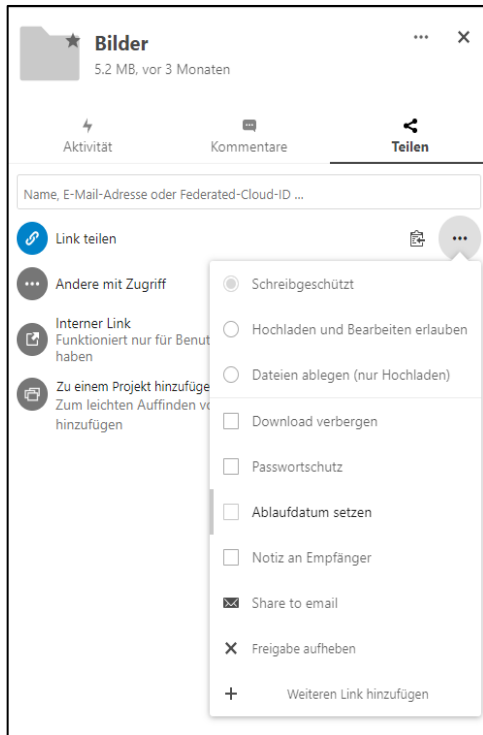 Bilder
5.2 MB, vor 3 Monaten
Aktivität
Kommentare
Teilen
Name, E-Mail-Adresse oder Federated-Cloud-ID ...
Link teilen
Andere mit Zugriff
Interner Link
Funktioniert nur für Benut
haben
Zu einem Projekt hinzufüge
Zum leichten Auffinden vo
hinzufügen
Schreibgeschützt
Hochladen und Bearbeiten erlauben
Dateien ablegen (nur Hochladen)
Download verbergen
Passwortschutz
Ablaufdatum setzen
Notiz an Empfänger
Share to email
Freigabe aufheben
Weiteren Link hinzufügen